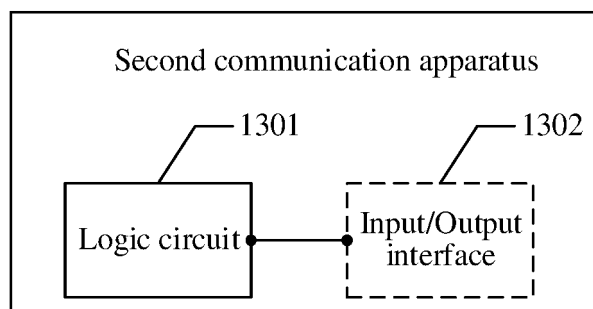 Second communication apparatus
1301
1302
Logic circuit
Input/Output
interface